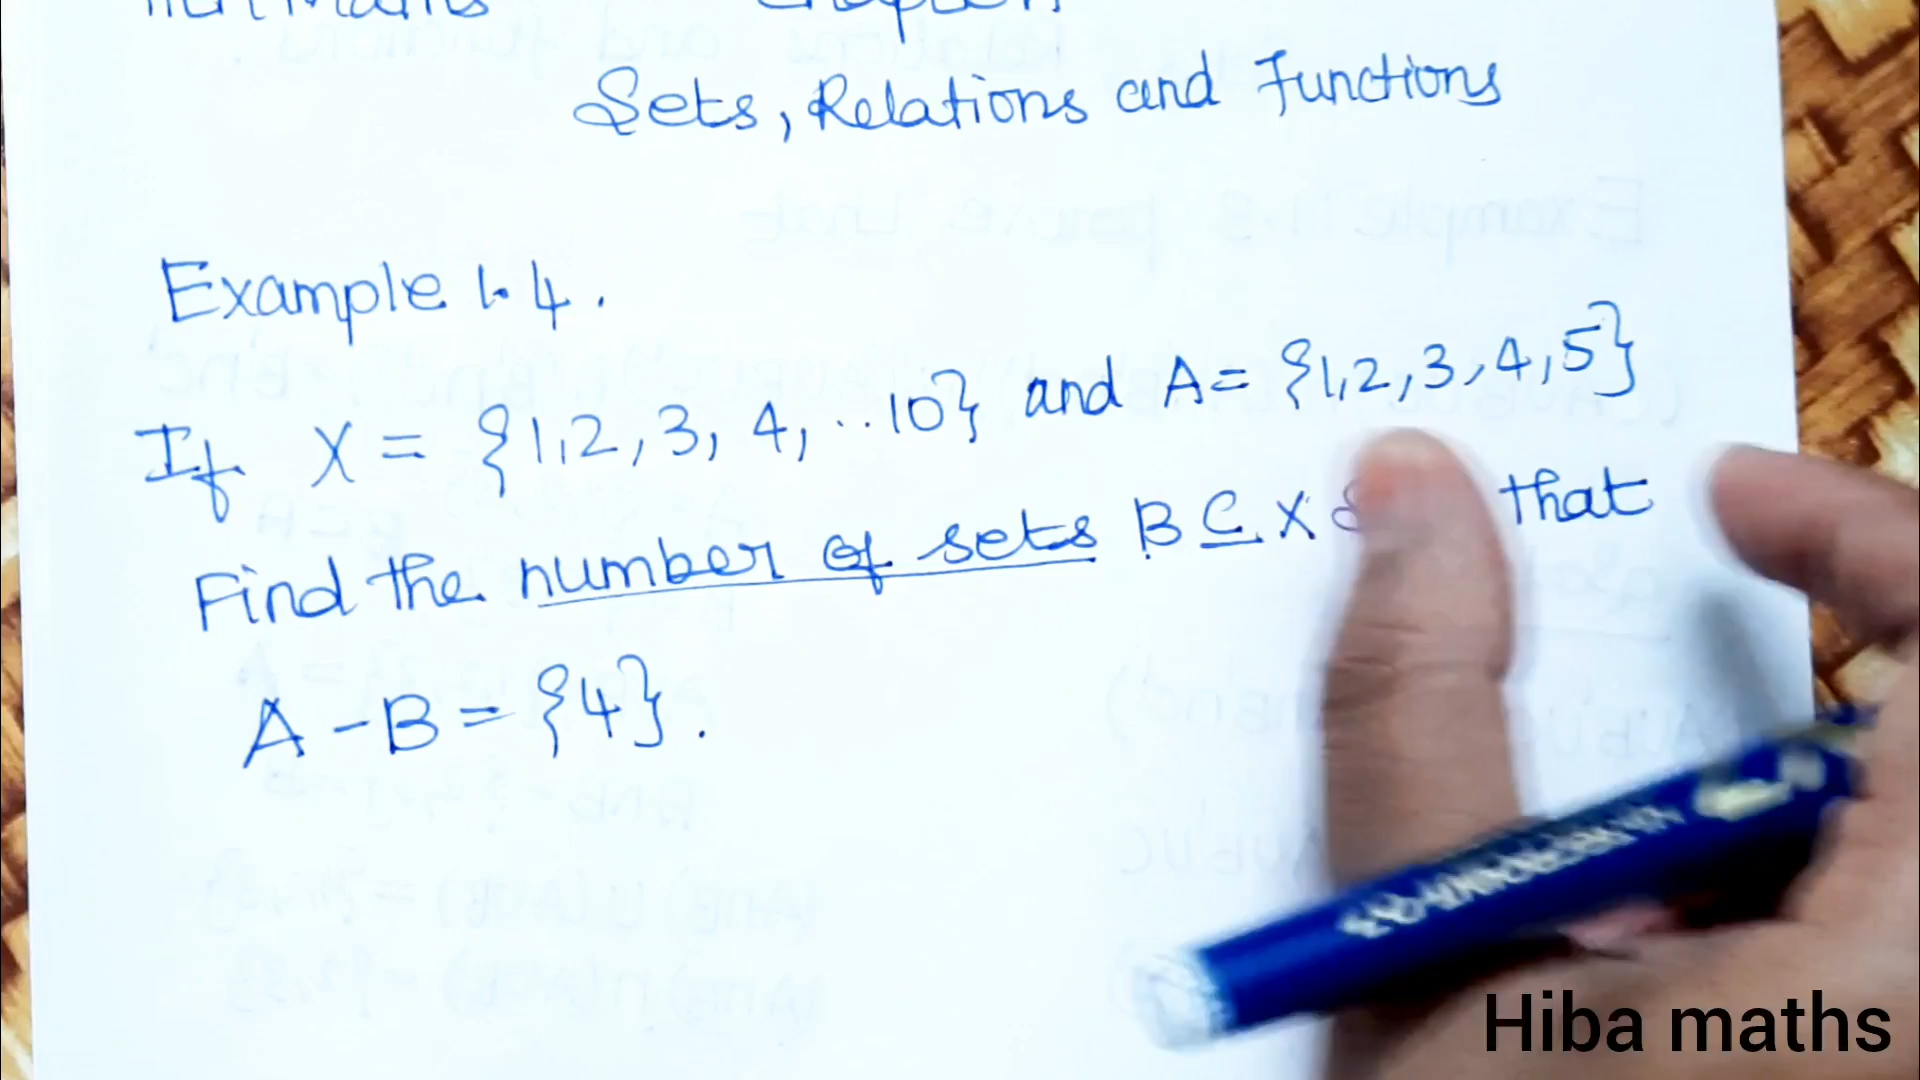 Sets, Relations and Functions
Example 1.4.
If X = {1,2,3,4,..10} and A = {1,2,3,4,5}
Find the number of sets B ⊆ X that
A - B = {4}.
Hiba maths